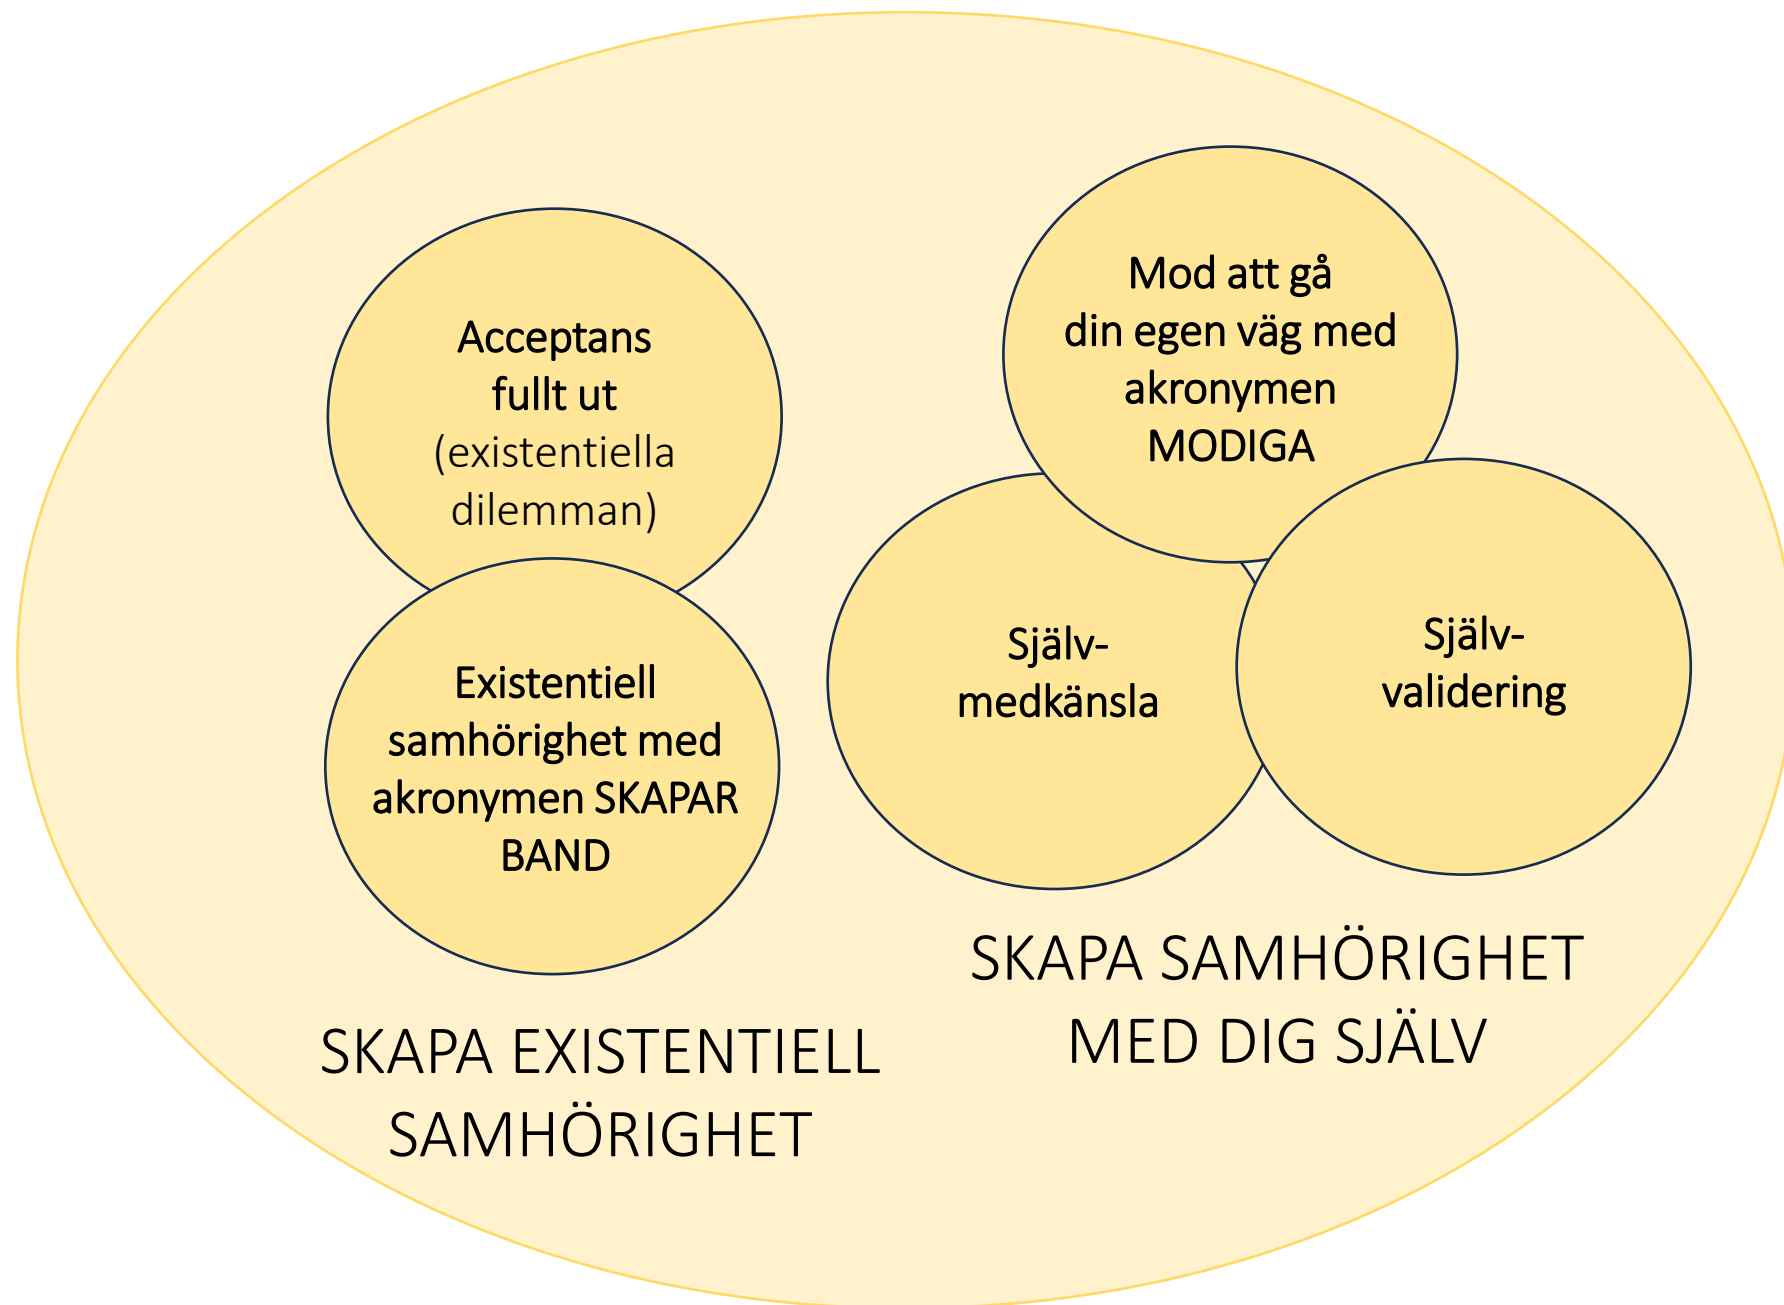 Acceptans
fullt ut
(existentiella
dilemman)
Existentiell
samhörighet med
akronymen SKAPAR
BAND
SKAPA EXISTENTIELL
SAMHÖRIGHET
Mod att gå
din egen väg med
akronymen
MODIGA
Själv-
medkänsla
Själv-
validering
SKAPA SAMHÖRIGHET
MED DIG SJÄLV